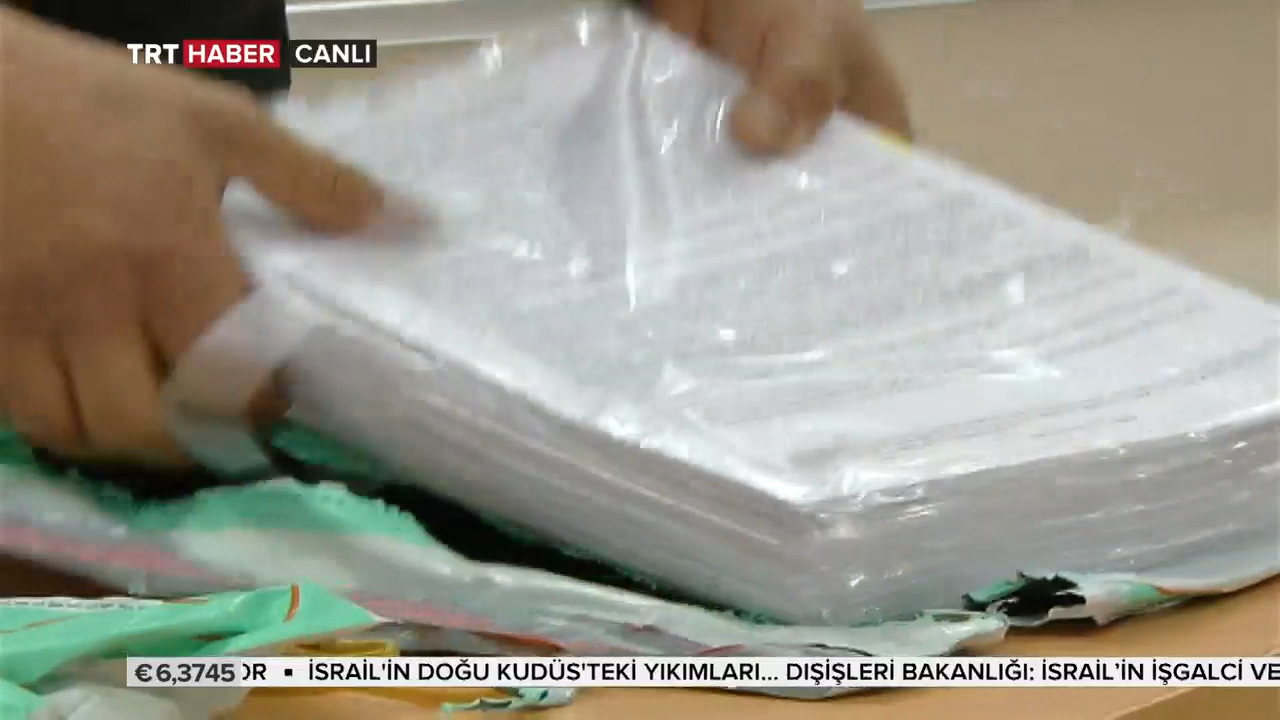 TRT HABER CANLI
€ 6,3745 OR ▪ İSRAİL'İN DOĞU KUDÜS'TEKİ YIKIMLARI... DIŞİŞLERİ BAKANLIĞI: İSRAİL'İN İŞGALCİ VE